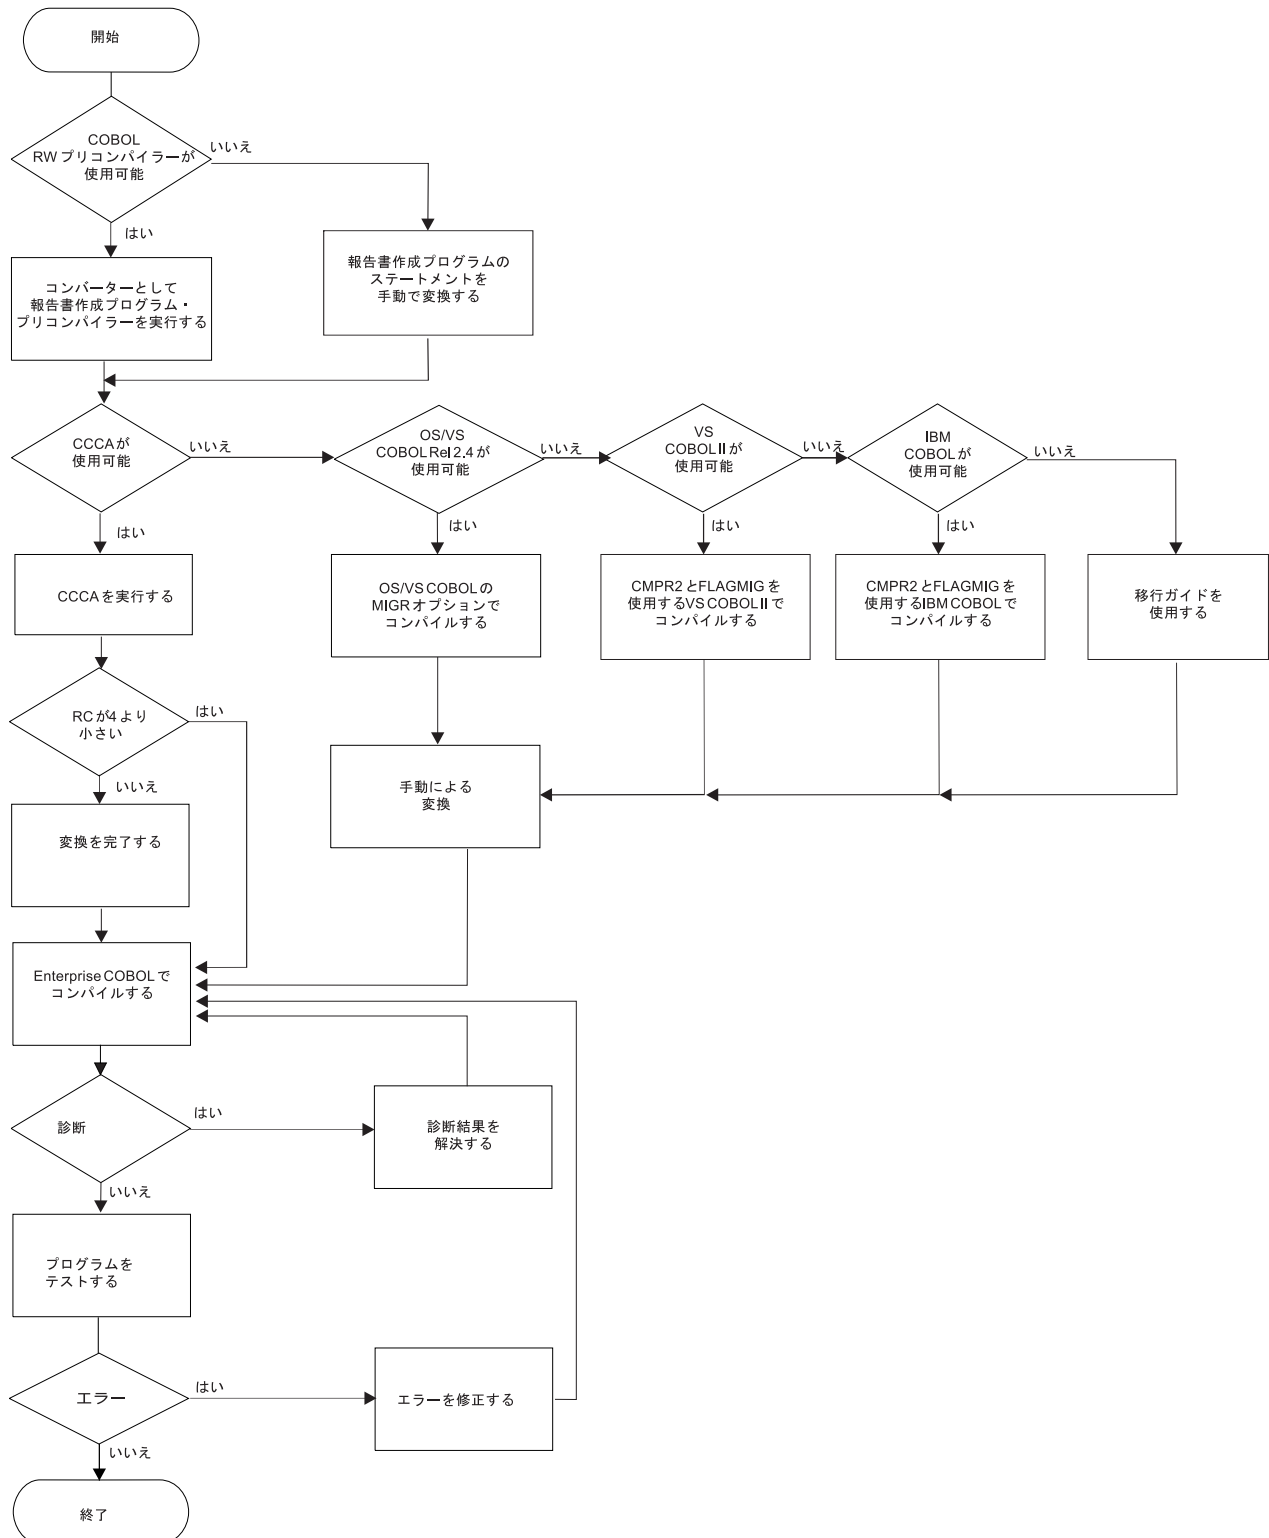 開始
COBOL
RW プリコンパイラーが
使用可能
いいえ
はい
コンバーターとして
報告書作成プログラム・
プリコンパイラーを実行する
報告書作成プログラムの
ステートメントを
手動で変換する
CCCAが
使用可能
いいえ
OS/VS
COBOL Rel 2.4 が
使用可能
いいえ
VS
COBOL II が
使用可能
いいえ
IBM
COBOL が
使用可能
いいえ
はい
はい
はい
はい
CCCA を実行する
OS/VS COBOL の
MIGR オプションで
コンパイルする
CMPR2 と FLAGMIG を
使用する VS COBOL II で
コンパイルする
CMPR2 と FLAGMIG を
使用する IBM COBOL で
コンパイルする
移行ガイドを
使用する
RC が4 より
小さい
はい
いいえ
手動による
変換
変換を完了する
Enterprise COBOL で
コンパイルする
診断
はい
診断結果を
解決する
いいえ
プログラムを
テストする
エラー
はい
エラーを修正する
いいえ
終了